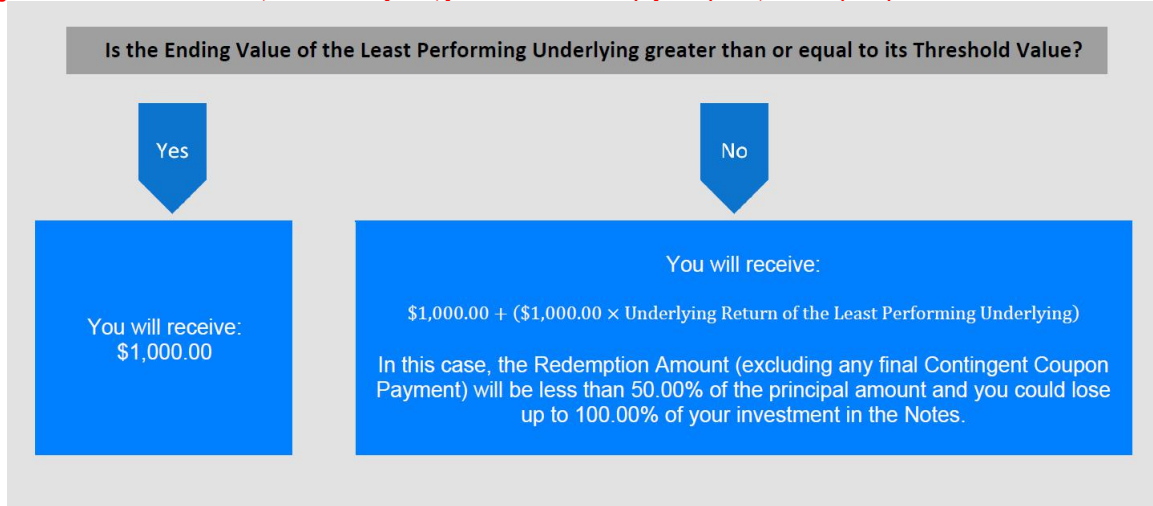 Is the Ending Value of the Least Performing Underlying greater than or equal to its Threshold Value?
Yes
No
You will receive:
$1,000.00
You will receive:
$1,000.00 + ($1,000.00 × Underlying Return of the Least Performing Underlying)
In this case, the Redemption Amount (excluding any final Contingent Coupon
Payment) will be less than 50.00% of the principal amount and you could lose
up to 100.00% of your investment in the Notes.